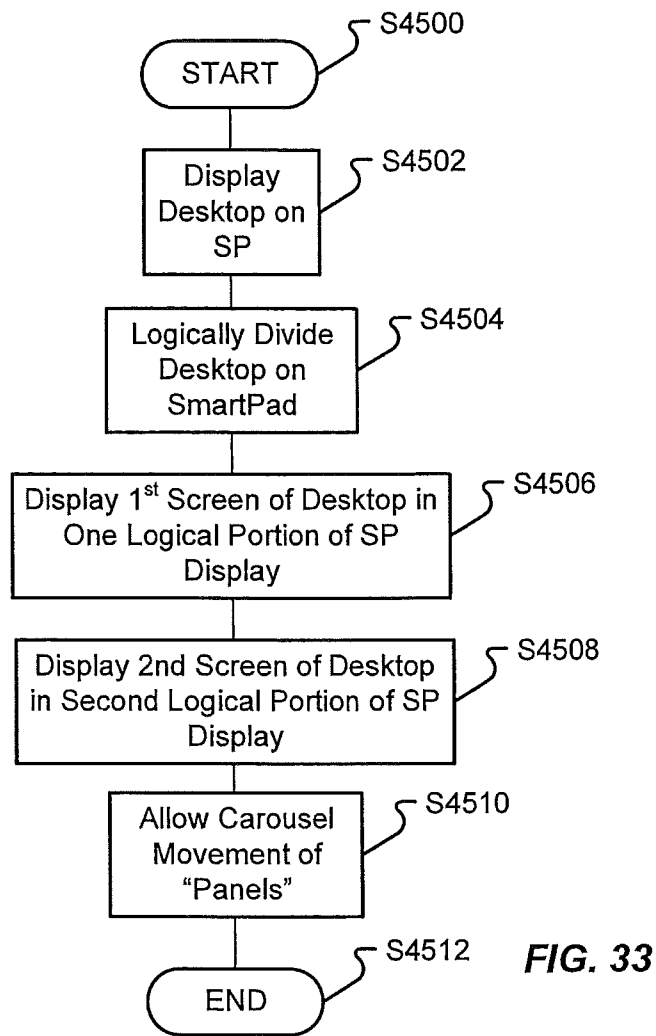 S4500
START
S4502
Display
Desktop on
SP
S4504
Logically Divide
Desktop on
SmartPad
S4506
Display 1st Screen of Desktop in
One Logical Portion of SP
Display
S4508
Display 2nd Screen of Desktop
in Second Logical Portion of SP
Display
S4510
Allow Carousel
Movement of
“Panels”
S4512
END
FIG. 33